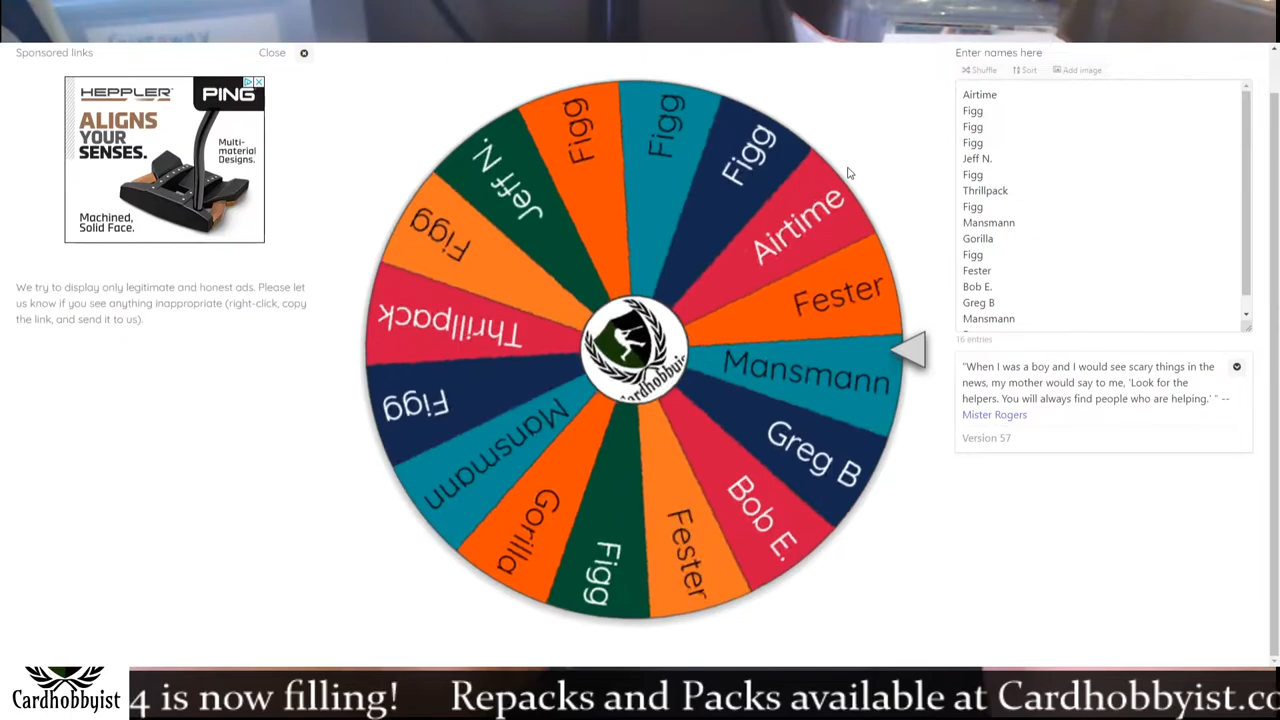 Sponsored links
Close
HEPPLER
PING
ALIGNS
YOUR
SENSES.
Multi-
material
Designs.
Machined,
Solid Face.
We try to display only legitimate and honest ads. Please let
us know if you see anything inappropriate (right-click, copy
the link, and send it to us).
Figg
Figg
Figg
Airtime
Fester
Mansmann
Greg B
Bob E.
Fester
Figg
Gorilla
Mansmann
Figg
Thrillpack
Figg
Jeff N.
Cardhobbyist
Enter names here
Shuffle
Sort
Add image
Airtime
Figg
Figg
Figg
Jeff N.
Figg
Thrillpack
Figg
Mansmann
Gorilla
Figg
Fester
Bob E.
Greg B
Mansmann
16 entries
"When I was a boy and I would see scary things in the
news, my mother would say to me, 'Look for the
helpers. You will always find people who are helping.' " --
Mister Rogers
Version 57
Cardhobbyist
4 is now filling! Repacks and Packs available at Cardhobbyist.co